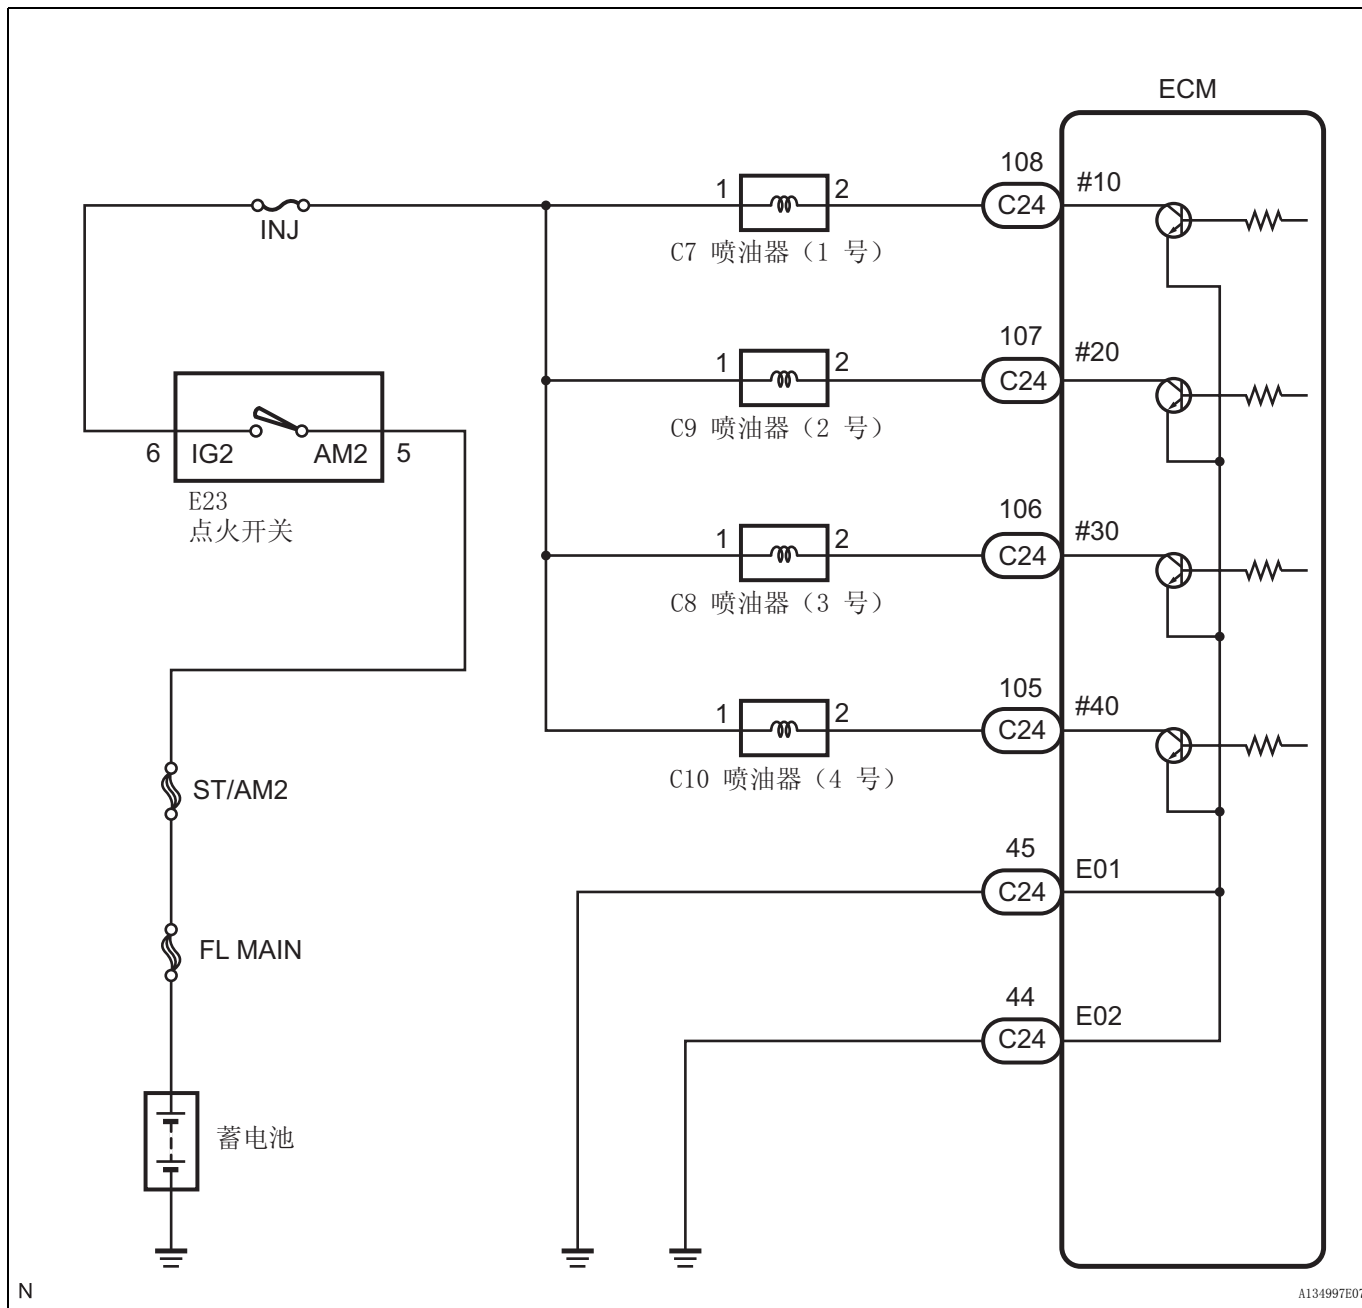 ECM
108
#10
1
2
C24
INJ
C7 喷油器（1 号）
107
#20
1
2
C24
C9 喷油器（2 号）
6
IG2
AM2
5
E23
点火开关
106
#30
1
2
C24
C8 喷油器（3 号）
105
#40
1
2
C24
C10 喷油器（4 号）
ST/AM2
45
E01
C24
FL MAIN
44
E02
C24
蓄电池
N
A134997E07